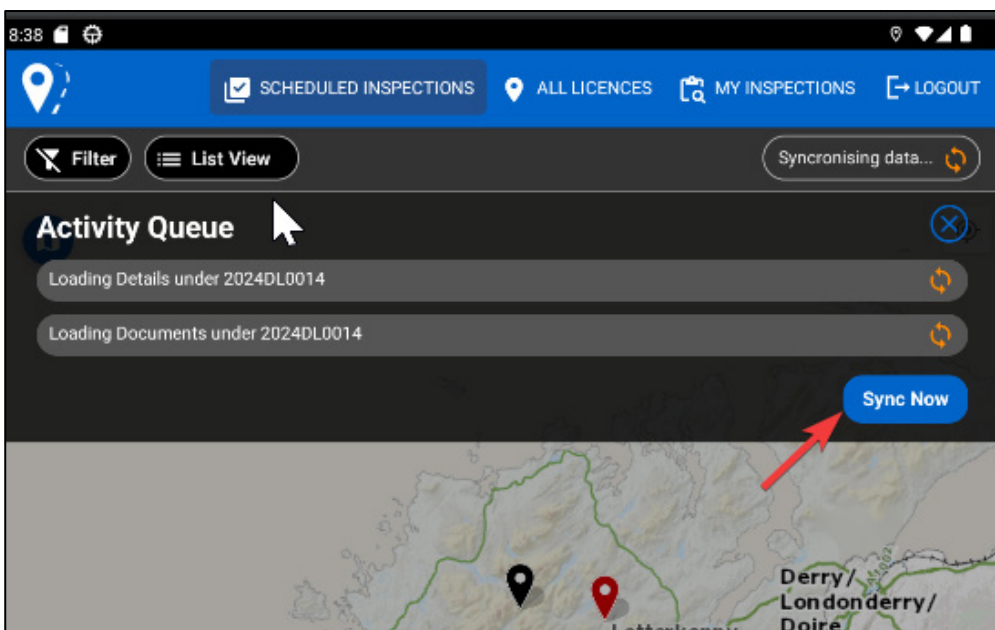 8:38
SCHEDULED INSPECTIONS ALL LICENCES MY INSPECTIONS LOGOUT
Filter List View Syncronising data...
Activity Queue
Loading Details under 2024DL0014
Loading Documents under 2024DL0014
Sync Now
Derry/
Londonderry/
Doire
Letterkenny